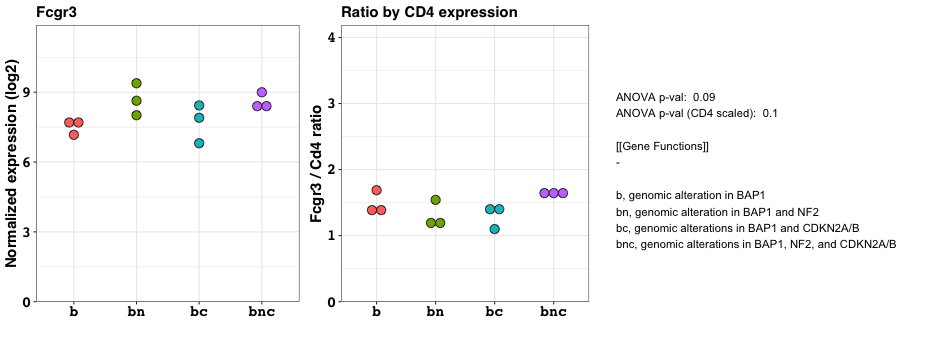 Fcgr3
Normalized expression (log2)
9
6
3
0
b
bn
bc
bnc
Ratio by CD4 expression
Fcgr3 / Cd4 ratio
4
3
2
1
0
b
bn
bc
bnc
ANOVA p-val:  0.09
ANOVA p-val (CD4 scaled):  0.1
[[Gene Functions]]
-
b, genomic alteration in BAP1
bn, genomic alteration in BAP1 and NF2
bc, genomic alterations in BAP1 and CDKN2A/B
bnc, genomic alterations in BAP1, NF2, and CDKN2A/B